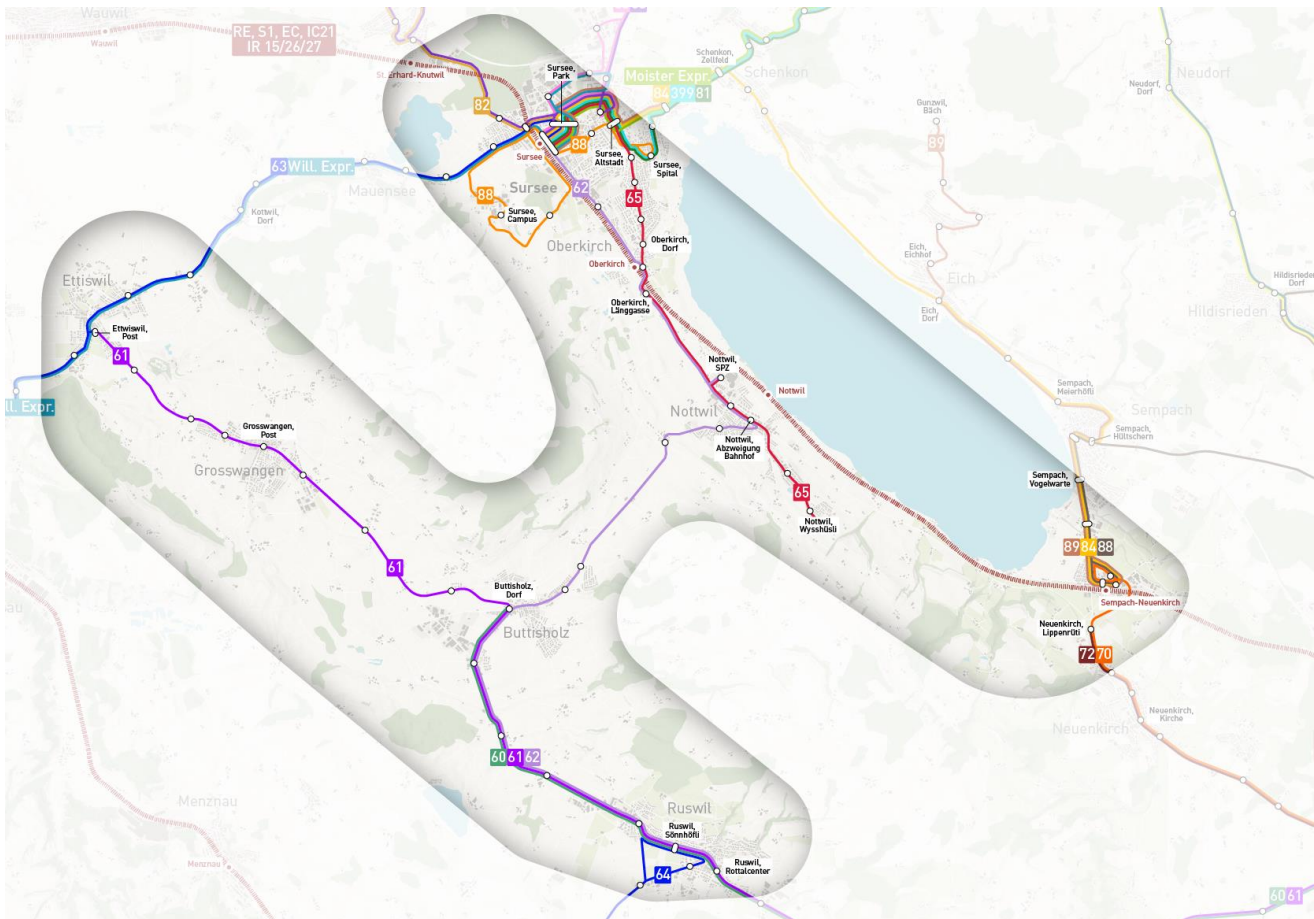 Wauwil
Wauwil
RE, S1, EC, IC21
IR 15/26/27
St. Erhard-Knutwil
Sursee,
Park
Moister Expr.
84 399 81
Schenkon,
Zollfeld
Schenkon
Neudorf,
Dorf
Neudorf
82
88
Sursee
Sursee,
Altstadt
Sursee,
Spital
Gunzwil,
Bäch
89
63 Will. Expr.
Mauensee
88
Sursee
62
65
Kottwil,
Dorf
Sursee,
Campus
Oberkirch
Oberkirch,
Dorf
Eich,
Eichhof
Eich
Oberkirch
Ettiswil
Oberkirch,
Länggasse
Eich,
Dorf
Hildisrieden,
Dorf
Hildisrieden
Ettwiswil,
Post
61
Nottwil,
SPZ
Nottwil
Sempach,
Meierhöfli
ll. Expr.
Nottwil
Sempach
Grosswangen,
Post
Nottwil,
Abzweigung
Bahnhof
Sempach,
Hültschern
Grosswangen
Sempach,
Vogelwarte
65
Nottwil,
Wysshüsli
89 84 88
61
Buttisholz,
Dorf
Sempach-Neuenkirch
Buttisholz
Neuenkirch,
Lippenrüti
72 70
Neuenkirch,
Kirche
Neuenkirch
60 61 62
Menznau
Ruswil
Ruswil,
Sönnhöfli
Menznau
64
Ruswil,
Rottalcenter
60 61